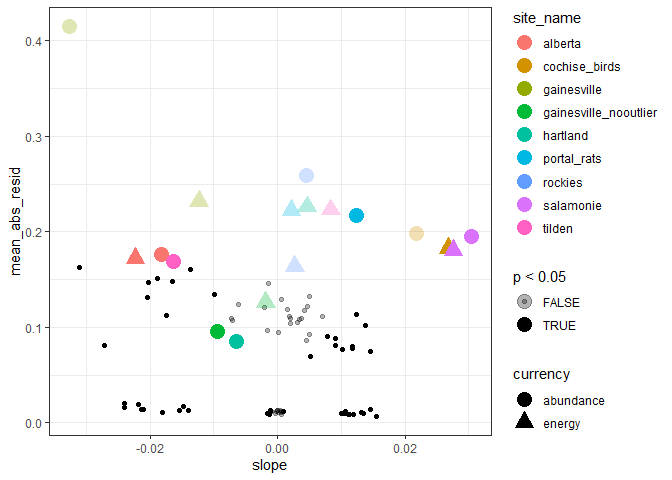 0.4
0.3
0.2
0.1
0.0
mean_abs_resid
-0.02
0.00
0.02
slope
site_name
alberta
cochise_birds
gainesville
gainesville_nooutlier
hartland
portal_rats
rockies
salamonie
tilden
p < 0.05
FALSE
TRUE
currency
abundance
energy